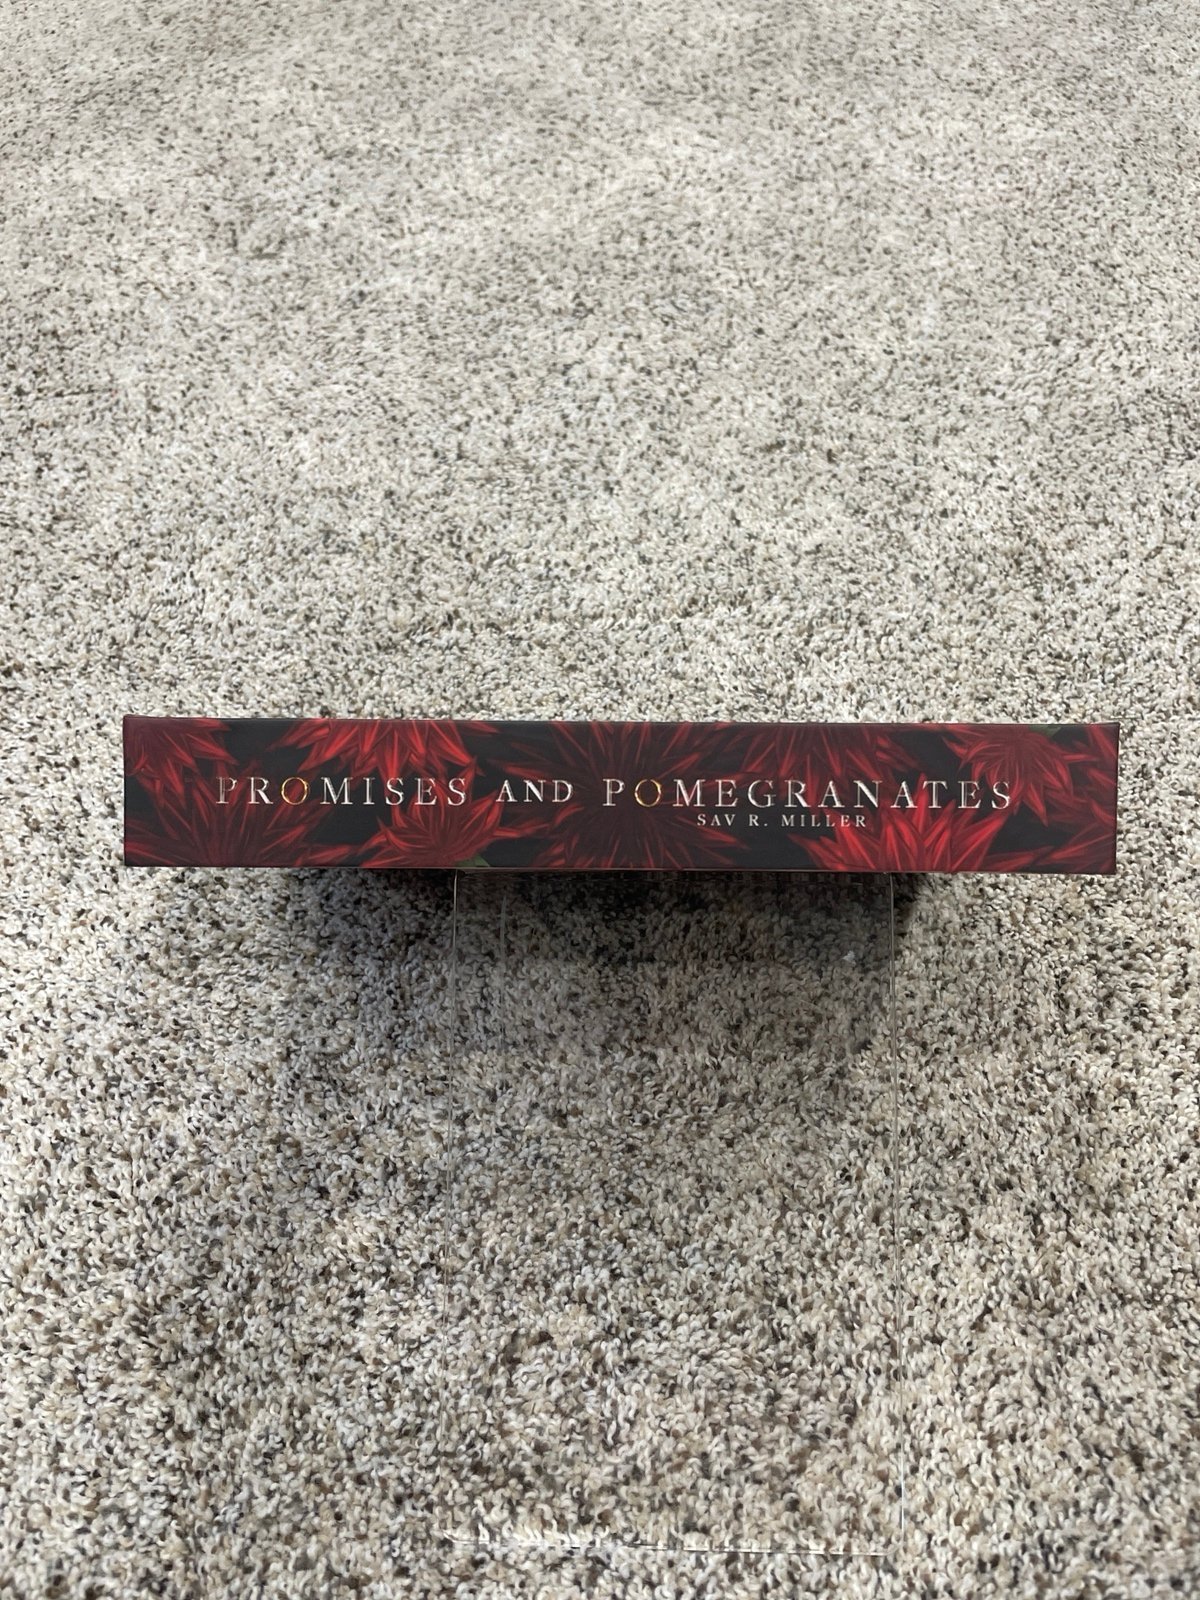 PROMISES AND POMEGRANATES
SAV R. MILLER